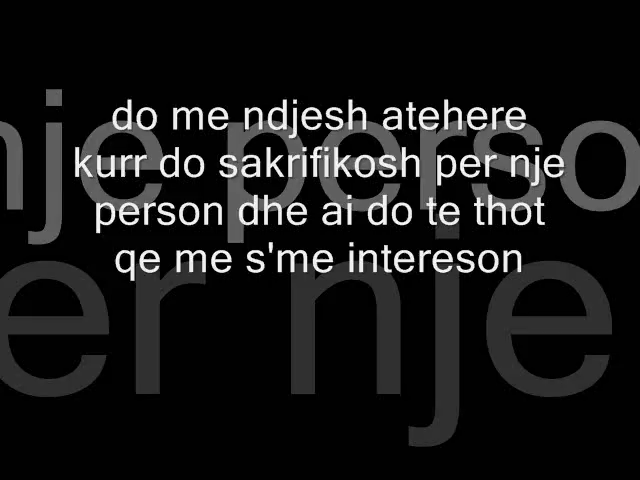 do me ndjesh atehere
kurr do sakrifikosh per nje
person dhe ai do te thot
qe me s'me intereson
nje perso
er nje